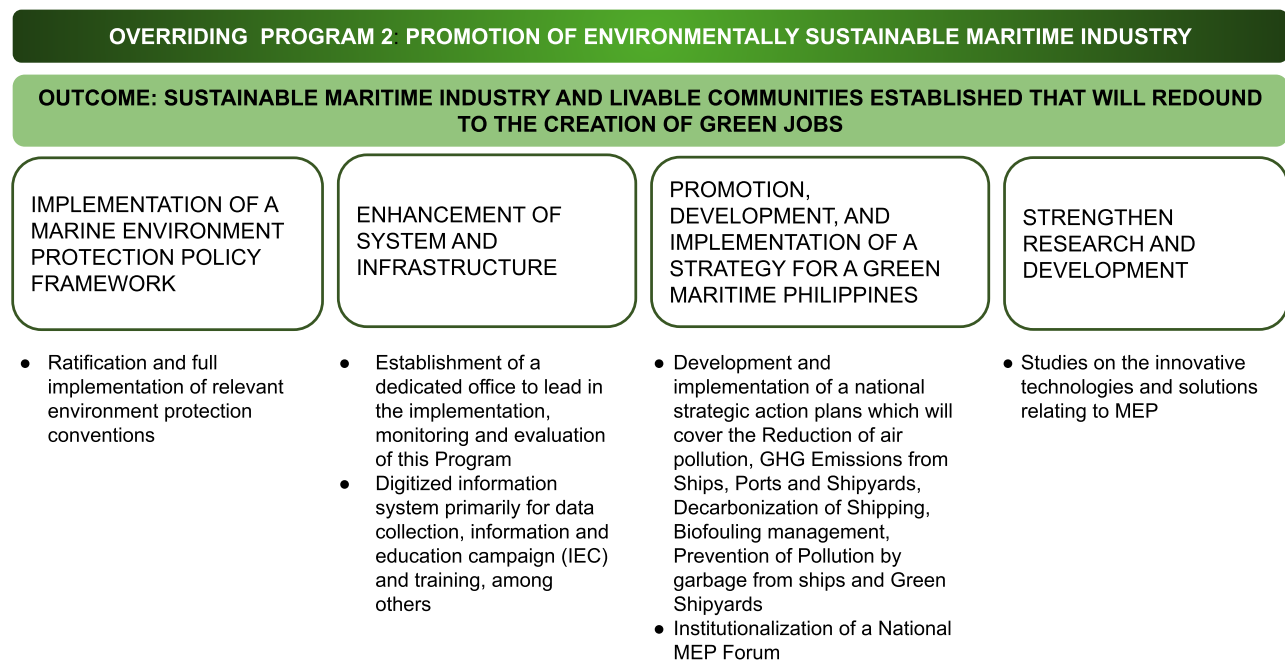 OVERRIDING PROGRAM 2: PROMOTION OF ENVIRONMENTALLY SUSTAINABLE MARITIME INDUSTRY
OUTCOME: SUSTAINABLE MARITIME INDUSTRY AND LIVABLE COMMUNITIES ESTABLISHED THAT WILL REDOUND
TO THE CREATION OF GREEN JOBS
IMPLEMENTATION OF A
MARINE ENVIRONMENT
PROTECTION POLICY
FRAMEWORK
● Ratification and full
implementation of relevant
environment protection
conventions
ENHANCEMENT OF
SYSTEM AND
INFRASTRUCTURE
● Establishment of a
dedicated office to lead in
the implementation,
monitoring and evaluation
of this Program
● Digitized information
system primarily for data
collection, information and
education campaign (IEC)
and training, among
others
PROMOTION,
DEVELOPMENT, AND
IMPLEMENTATION OF A
STRATEGY FOR A GREEN
MARITIME PHILIPPINES
● Development and
implementation of a national
strategic action plans which will
cover the Reduction of air
pollution, GHG Emissions from
Ships, Ports and Shipyards,
Decarbonization of Shipping,
Biofouling management,
Prevention of Pollution by
garbage from ships and Green
Shipyards
● Institutionalization of a National
MEP Forum
STRENGTHEN
RESEARCH AND
DEVELOPMENT
● Studies on the innovative
technologies and solutions
relating to MEP